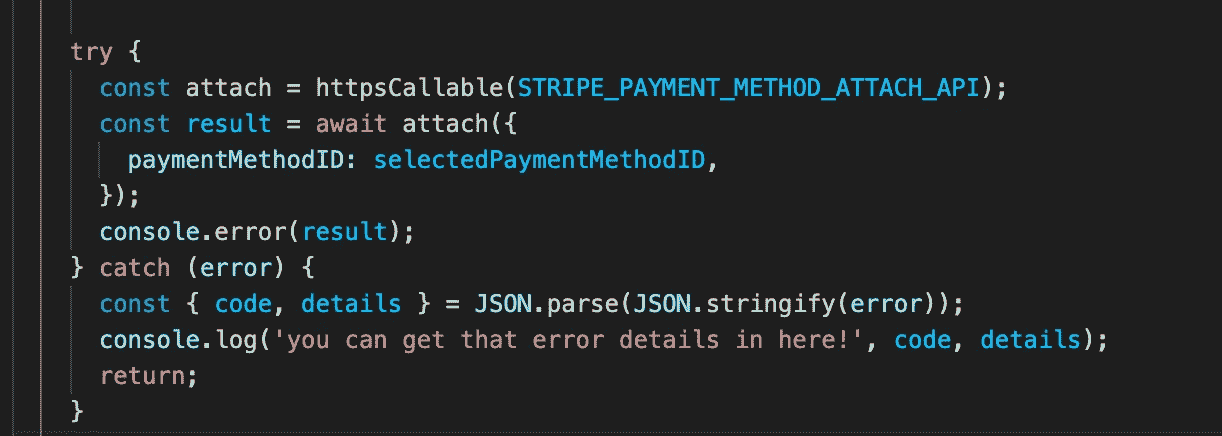 try {
const attach = httpsCallable(STRIPE_PAYMENT_METHOD_ATTACH_API);
const result = await attach({
paymentMethodID: selectedPaymentMethodID,
});
console.error(result);
} catch (error) {
const { code, details } = JSON.parse(JSON.stringify(error));
console.log('you can get that error details in here!', code, details);
return;
}